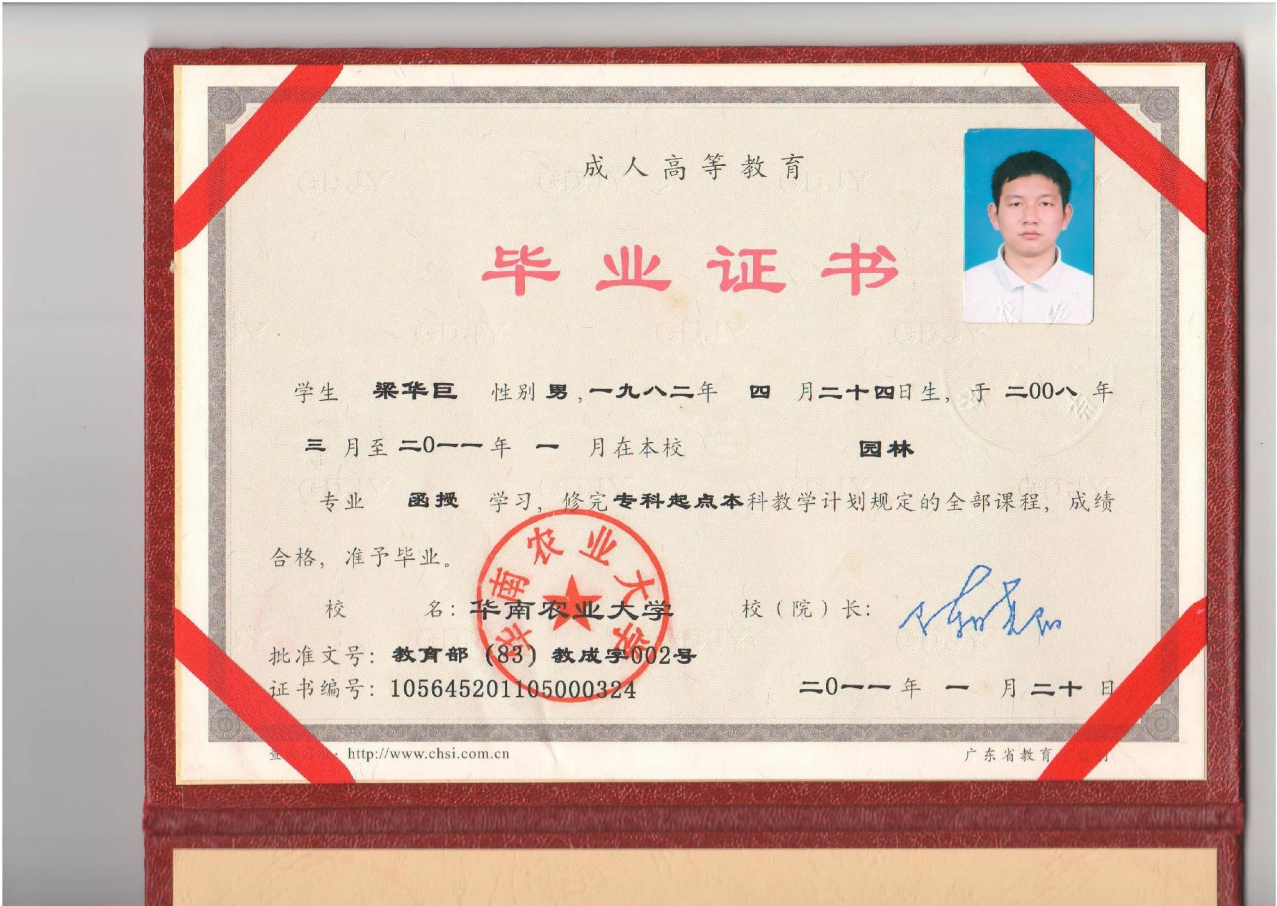 成人高等教育
毕业证书
学生 梁华巨 性别 男，一九八二年 四 月二十四日生，于 二00八 年
三 月至 二0一一 年 一 月在本校 园林
专业 函授 学习，修完专科起点本科教学计划规定的全部课程，成绩
合格，准予毕业。
校 名：华南农业大学 校（院）长：
华南农业大学
批准文号：教育部（83）教成字002号
证书编号：105645201105000324 二0一一 年 一 月 二十 日
http://www.chsi.com.cn 广东省教育